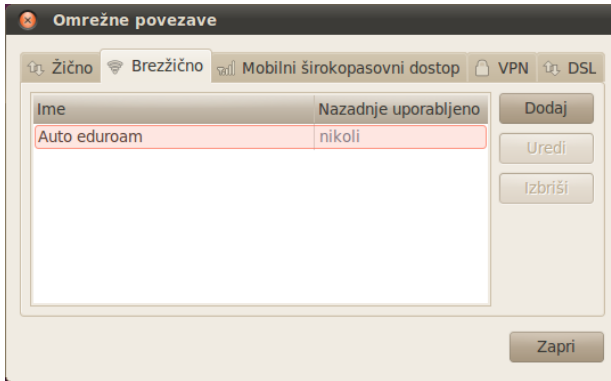 Omrežne povezave
Žično Brezžično Mobilni širokopasovni dostop VPN DSL
Ime Nazadnje uporabljeno Dodaj
Auto eduroam nikoli
Uredi
Izbriši
Zapri